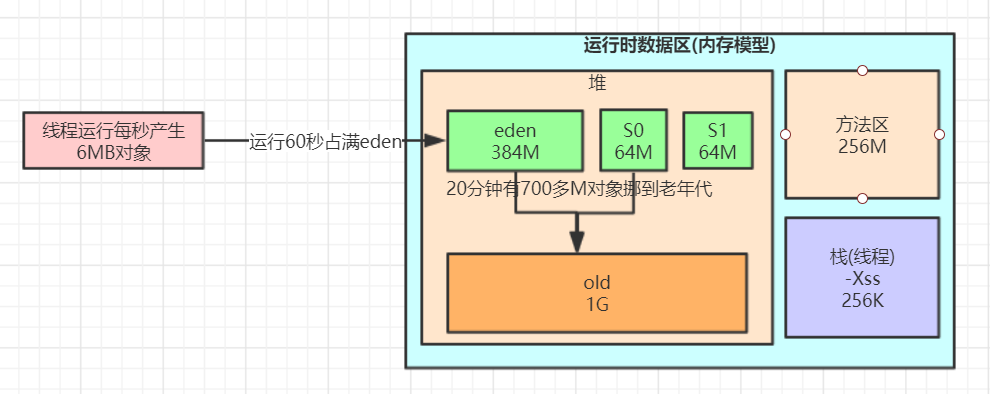 运行时数据区(内存模型)
堆
线程运行每秒产生
6MB对象
运行60秒占满eden
eden
384M
S0
64M
S1
64M
方法区
256M
20分钟有700多M对象挪到老年代
old
1G
栈(线程)
-Xss
256K